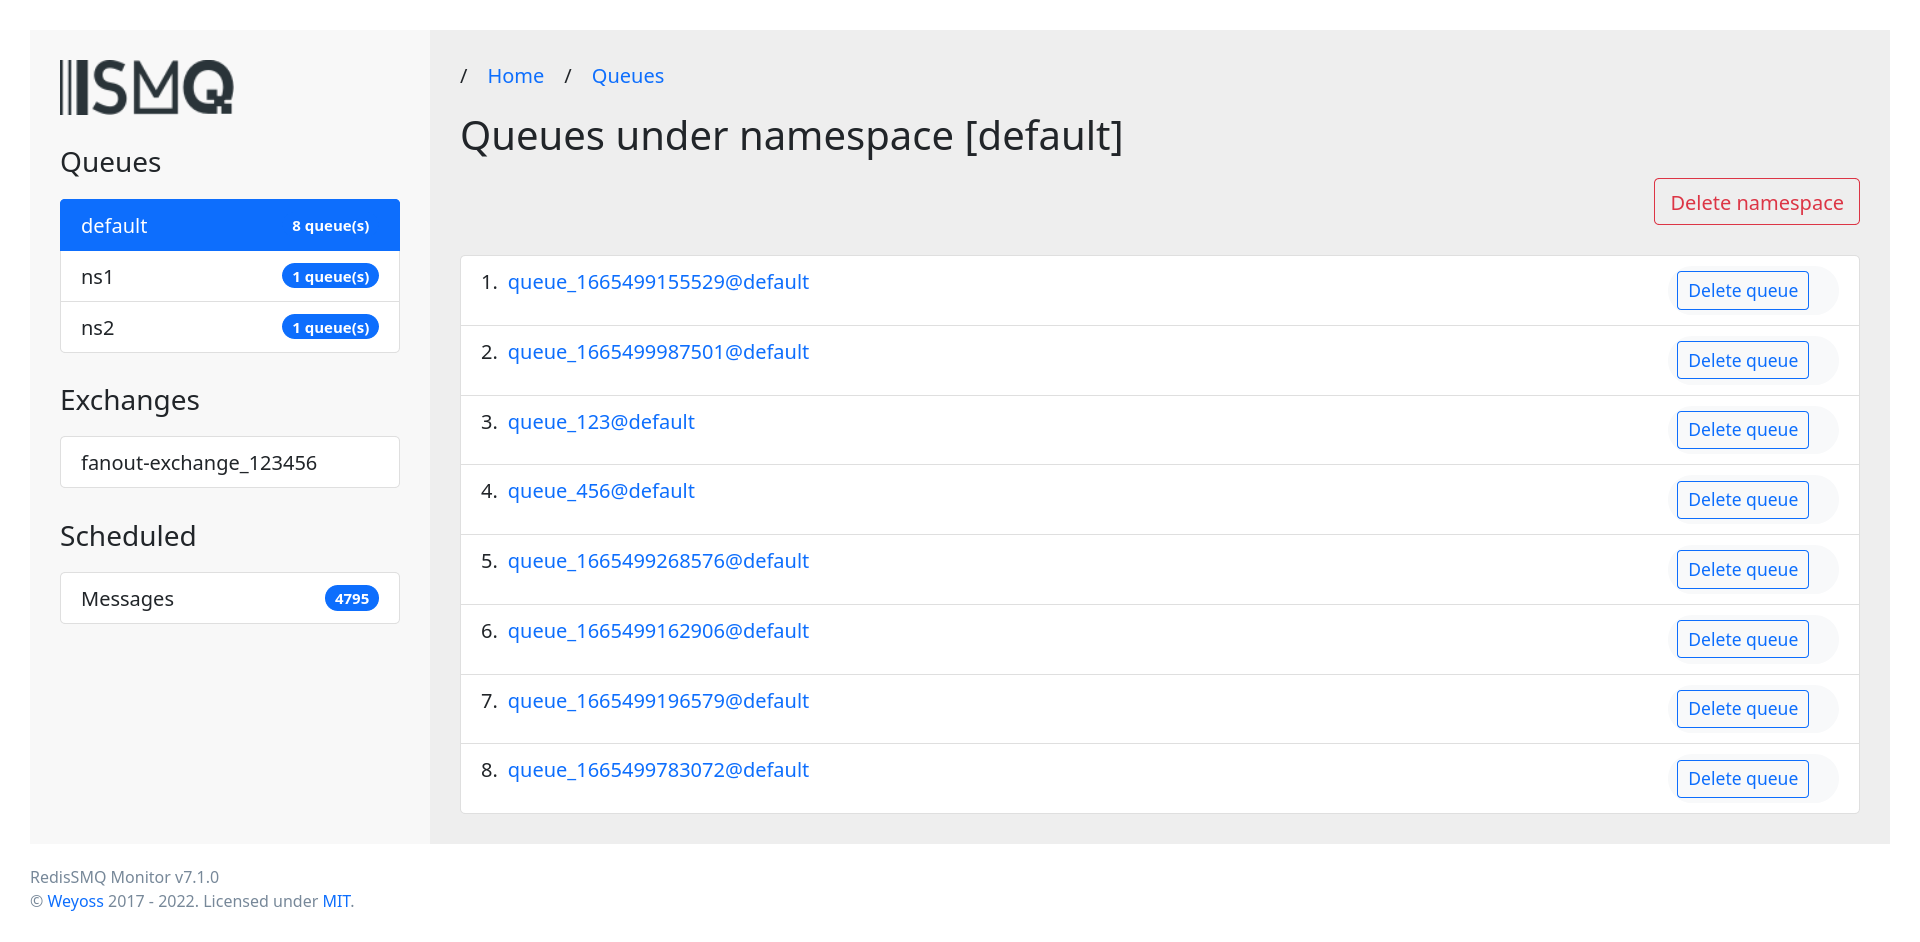 ISMQ
Queues
default 8 queue(s)
ns1 1 queue(s)
ns2 1 queue(s)
Exchanges
fanout-exchange_123456
Scheduled
Messages 4795
/ Home / Queues
Queues under namespace [default]
Delete namespace
1. queue_1665499155529@default Delete queue
2. queue_1665499987501@default Delete queue
3. queue_123@default Delete queue
4. queue_456@default Delete queue
5. queue_1665499268576@default Delete queue
6. queue_1665499162906@default Delete queue
7. queue_1665499196579@default Delete queue
8. queue_1665499783072@default Delete queue
RedisSMQ Monitor v7.1.0
© Weyoss 2017 - 2022. Licensed under MIT.